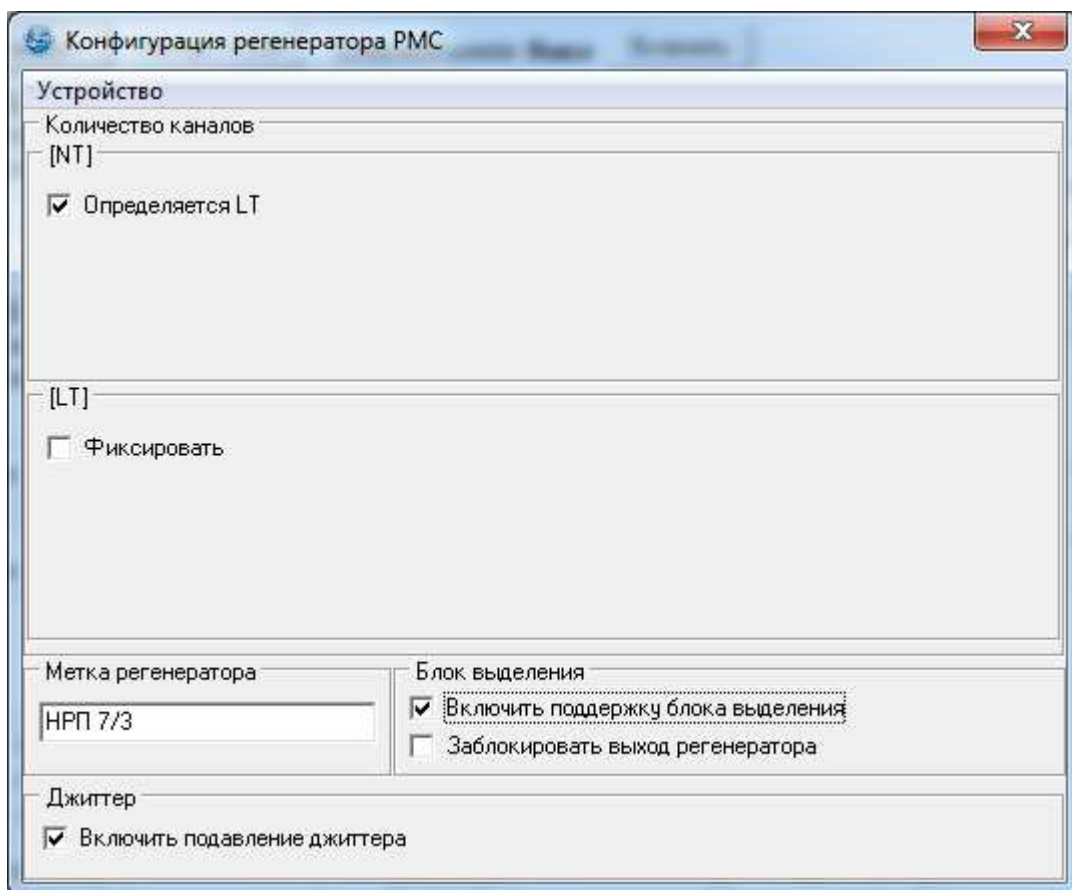 Конфигурация регенератора РМС
Устройство
Количество каналов
[NT]
Определяется LT
[LT]
Фиксировать
Метка регенератора
НРП 7/3
Блок выделения
Включить поддержку блока выделения
Заблокировать выход регенератора
Джиттер
Включить подавление джиттера